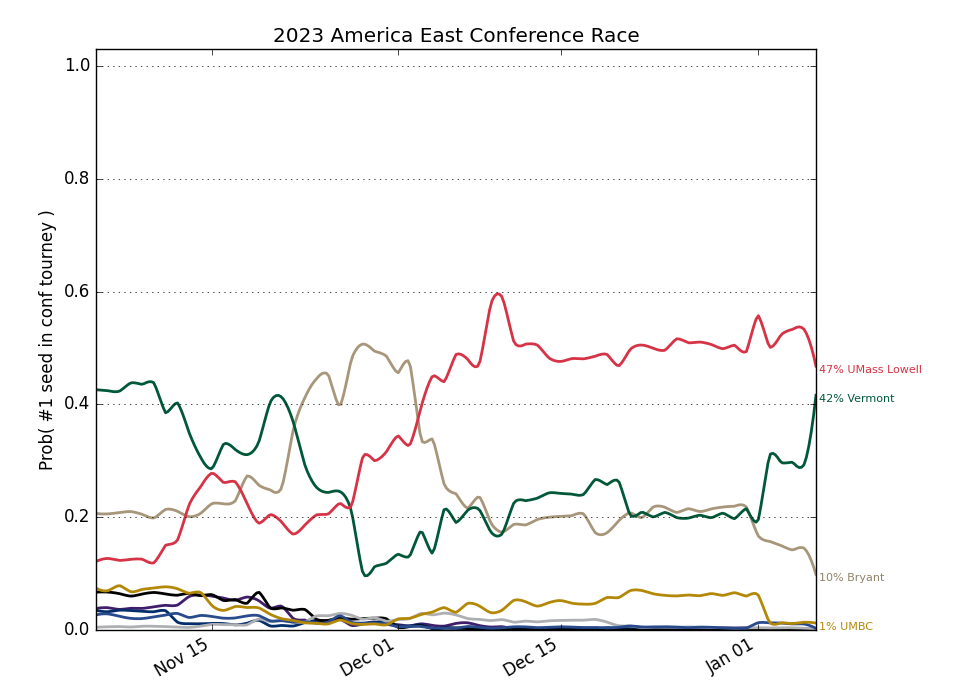 2023 America East Conference Race
Prob( #1 seed in conf tourney )
1.0
0.8
0.6
0.4
0.2
0.0
Nov 15
Dec 01
Dec 15
Jan 01
47% UMass Lowell
42% Vermont
10% Bryant
1% UMBC